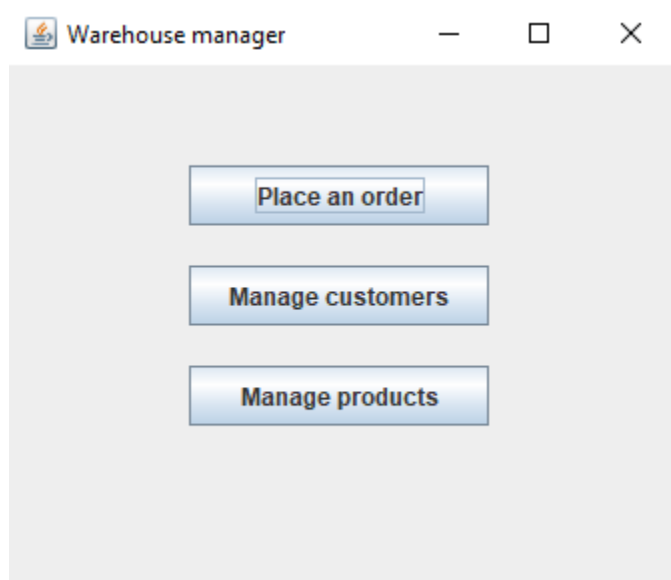 Warehouse manager
Place an order
Manage customers
Manage products